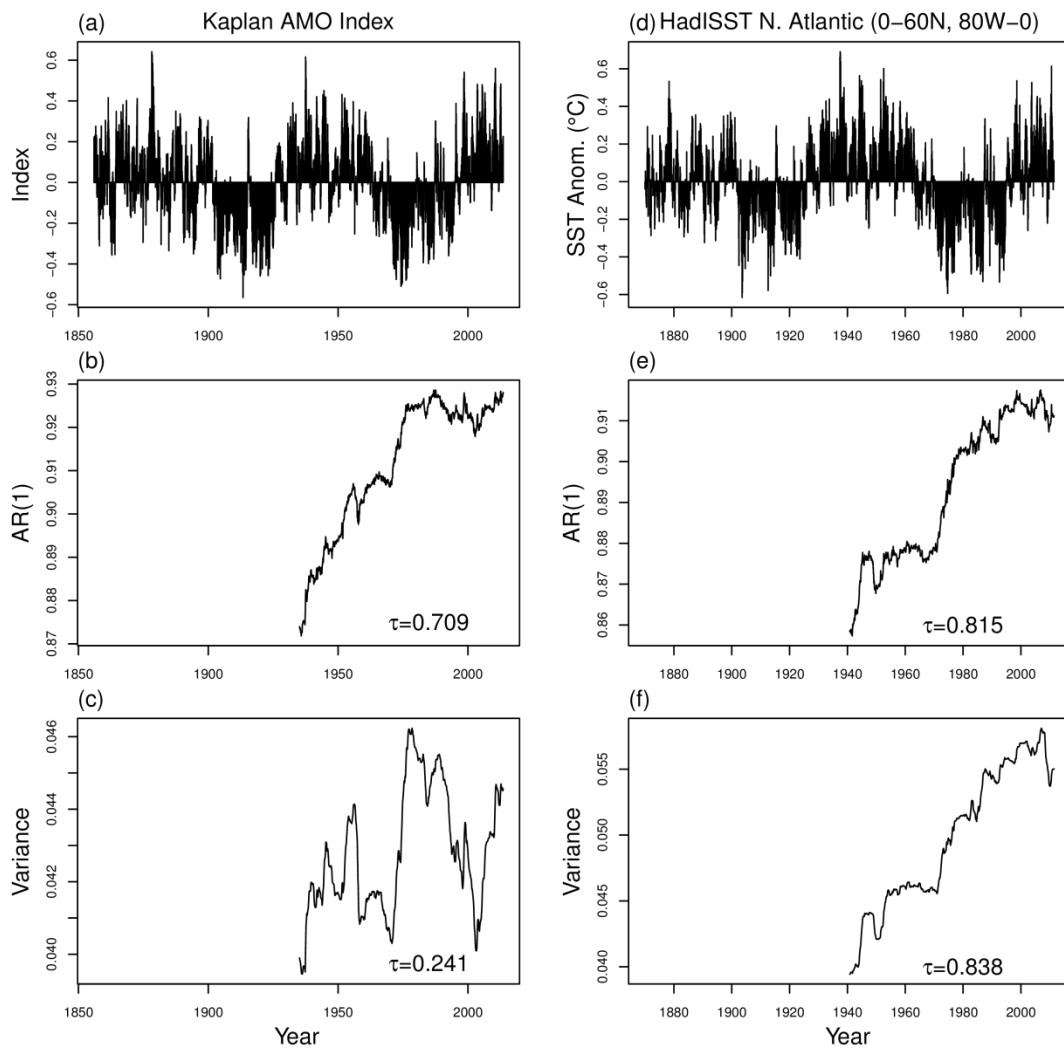 (a) Kaplan AMO Index
0.6
0.4
0.2
0.0
−0.2
−0.4
−0.6
Index
1850 1900 1950 2000
(d) HadISST N. Atlantic (0−60N, 80W−0)
0.6
0.4
0.2
0.0
−0.2
−0.4
−0.6
SST Anom. (°C)
1880 1900 1920 1940 1960 1980 2000
(b)
0.93
0.92
0.91
0.90
0.89
0.88
0.87
AR(1)
τ=0.709
1850 1900 1950 2000
(e)
0.91
0.90
0.89
0.88
0.87
0.86
AR(1)
τ=0.815
1880 1900 1920 1940 1960 1980 2000
(c)
0.046
0.044
0.042
0.040
Variance
τ=0.241
1850 1900 1950 2000
Year
(f)
0.055
0.050
0.045
0.040
Variance
τ=0.838
1880 1900 1920 1940 1960 1980 2000
Year